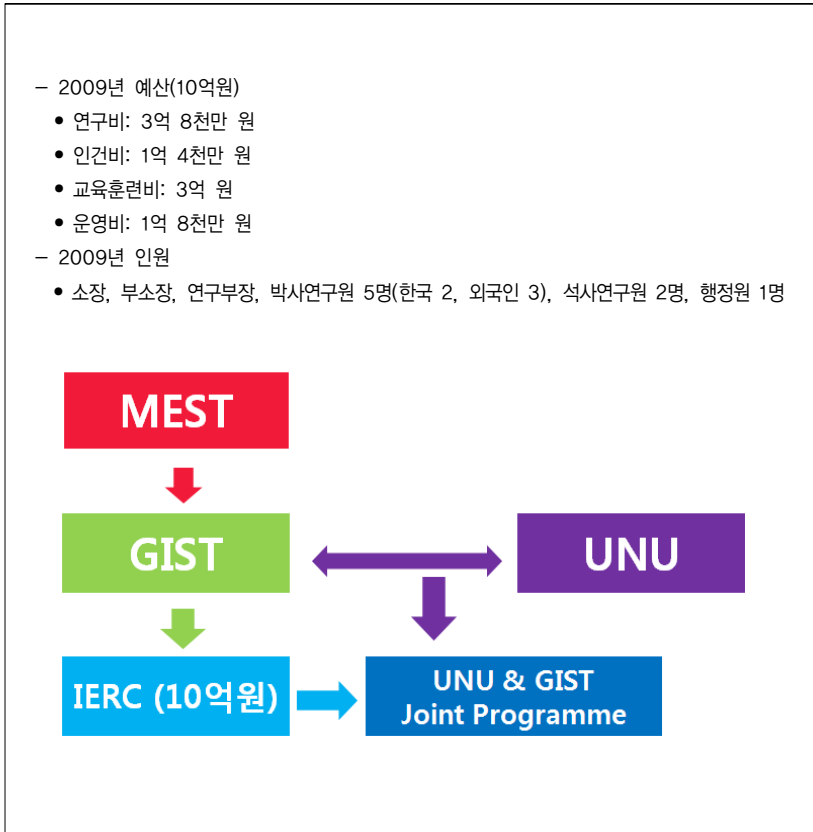 – 2009년 예산(10억원)
• 연구비: 3억 8천만 원
• 인건비: 1억 4천만 원
• 교육훈련비: 3억 원
• 운영비: 1억 8천만 원
– 2009년 인원
• 소장, 부소장, 연구부장, 박사연구원 5명(한국 2, 외국인 3), 석사연구원 2명, 행정원 1명
MEST
GIST
UNU
IERC (10억원)
UNU & GIST
Joint Programme